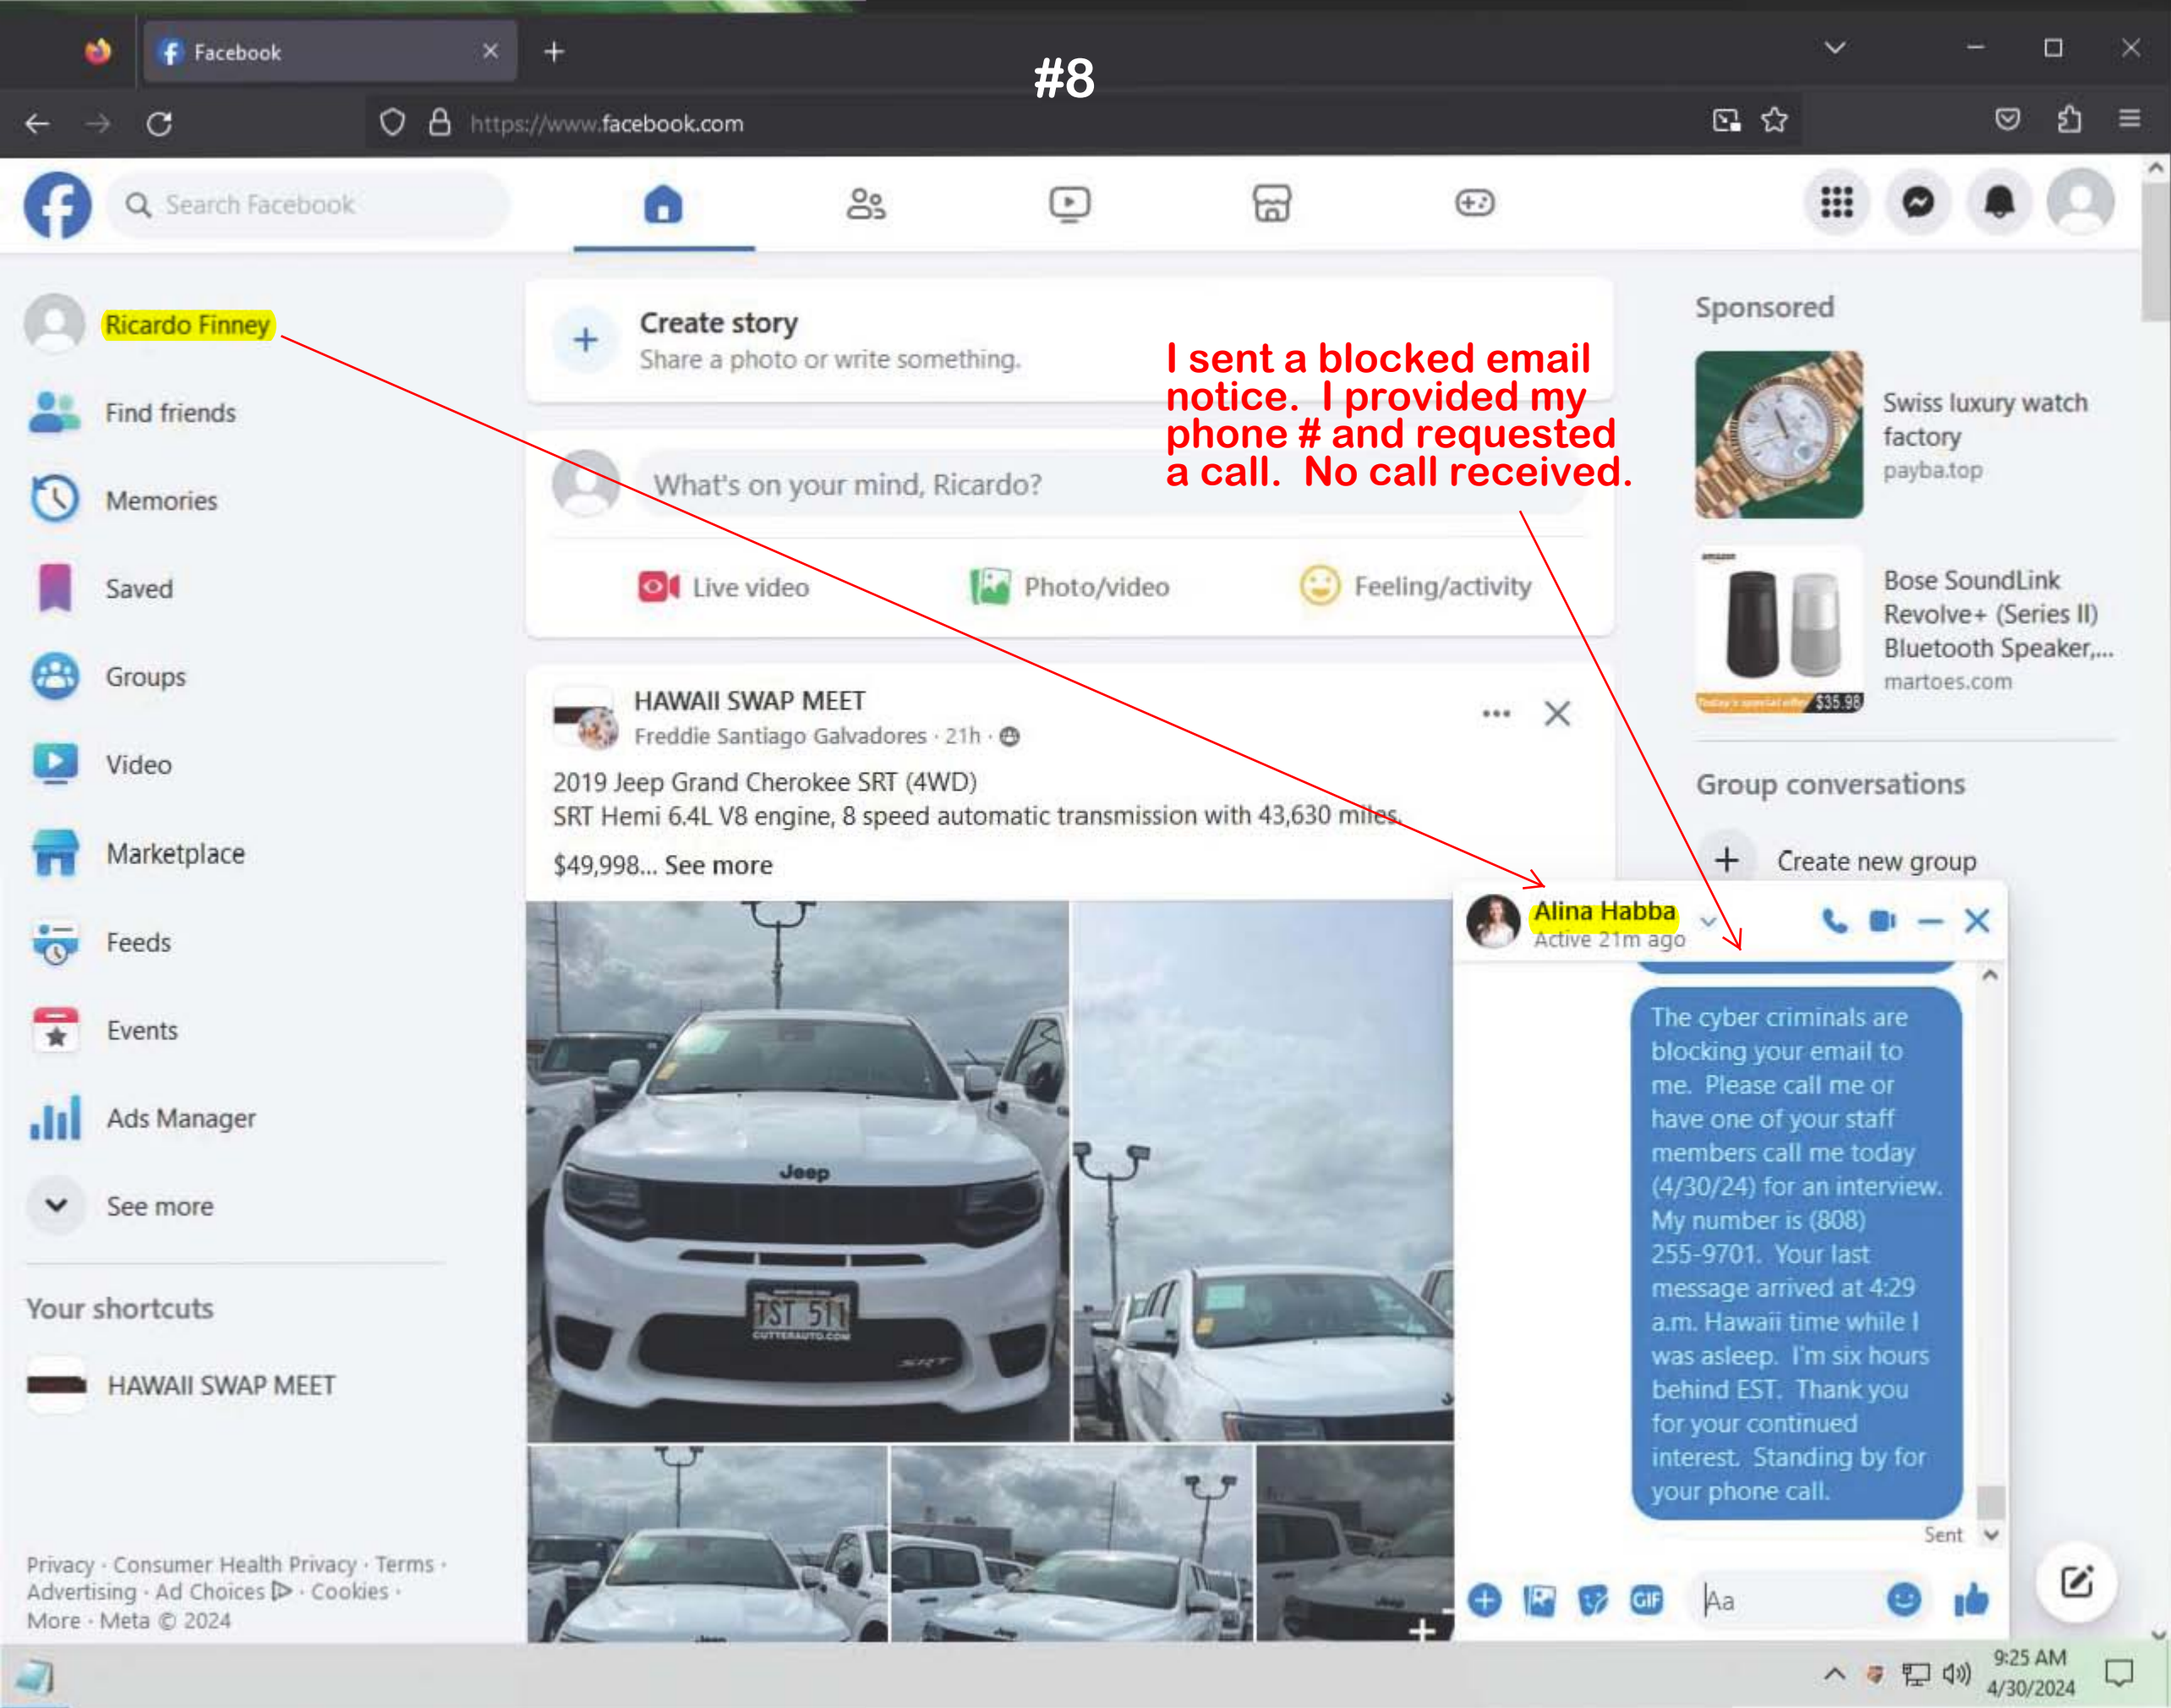 Facebook
#8
https://www.facebook.com
Search Facebook
Ricardo Finney
Find friends
Memories
Saved
Groups
Video
Marketplace
Feeds
Events
Ads Manager
See more
Your shortcuts
HAWAII SWAP MEET
Privacy · Consumer Health Privacy · Terms ·
Advertising · Ad Choices · Cookies ·
More · Meta © 2024
Create story
Share a photo or write something.
I sent a blocked email
notice. I provided my
phone # and requested
a call. No call received.
What's on your mind, Ricardo?
Live video
Photo/video
Feeling/activity
HAWAII SWAP MEET
Freddie Santiago Galvadores · 21h ·
2019 Jeep Grand Cherokee SRT (4WD)
SRT Hemi 6.4L V8 engine, 8 speed automatic transmission with 43,630 miles.
$49,998... See more
Jeep
TST 511
CUTTERAUTO.COM
SRT
Sponsored
Swiss luxury watch
factory
payba.top
amazon
Today's special offer $35.98
Bose SoundLink
Revolve+ (Series II)
Bluetooth Speaker,...
martoes.com
Group conversations
Create new group
Alina Habba
Active 21m ago
The cyber criminals are
blocking your email to
me. Please call me or
have one of your staff
members call me today
(4/30/24) for an interview.
My number is (808)
255-9701. Your last
message arrived at 4:29
a.m. Hawaii time while I
was asleep. I'm six hours
behind EST. Thank you
for your continued
interest. Standing by for
your phone call.
Sent
GIF
Aa
9:25 AM
4/30/2024